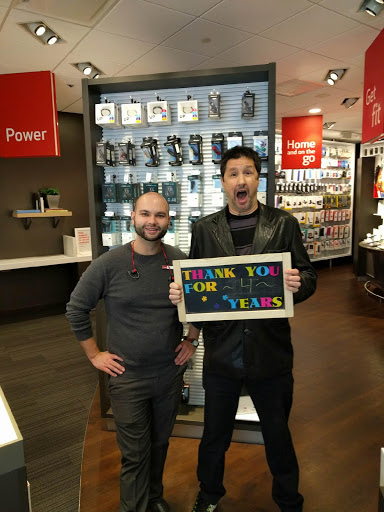 Power
Home
and on the
go
Get
fit
THANK YOU
FOR ~4~
YEARS